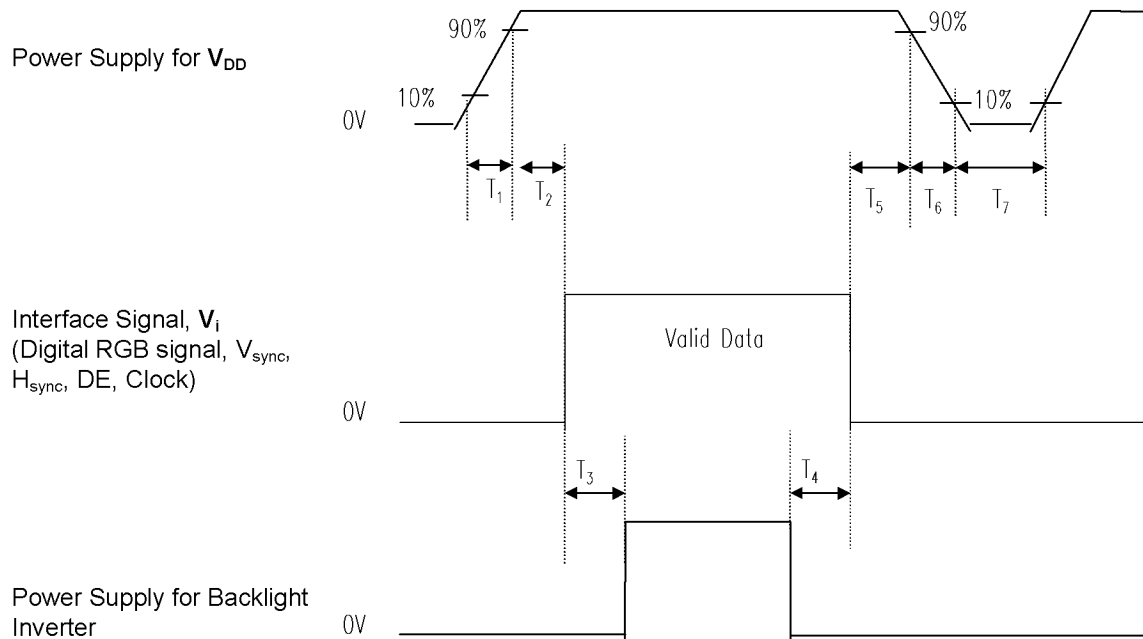 90%
90%
Power Supply for V_DD
10%
10%
0V
T₁
T₂
T₅
T₆
T₇
Interface Signal, Vᵢ
(Digital RGB signal, V_sync,
H_sync, DE, Clock)
Valid Data
0V
T₃
T₄
Power Supply for Backlight
Inverter
0V